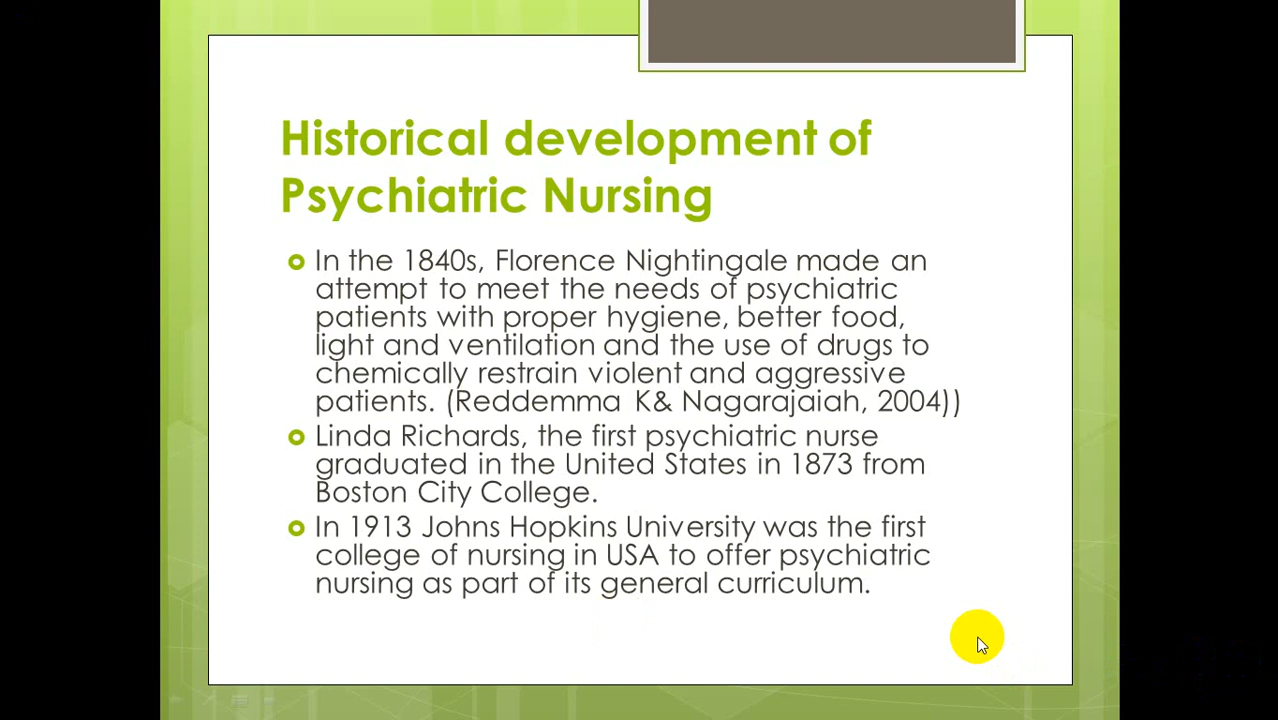 Historical development of
Psychiatric Nursing
In the 1840s, Florence Nightingale made an
attempt to meet the needs of psychiatric
patients with proper hygiene, better food,
light and ventilation and the use of drugs to
chemically restrain violent and aggressive
patients. (Reddemma K& Nagarajaiah, 2004))
Linda Richards, the first psychiatric nurse
graduated in the United States in 1873 from
Boston City College.
In 1913 Johns Hopkins University was the first
college of nursing in USA to offer psychiatric
nursing as part of its general curriculum.